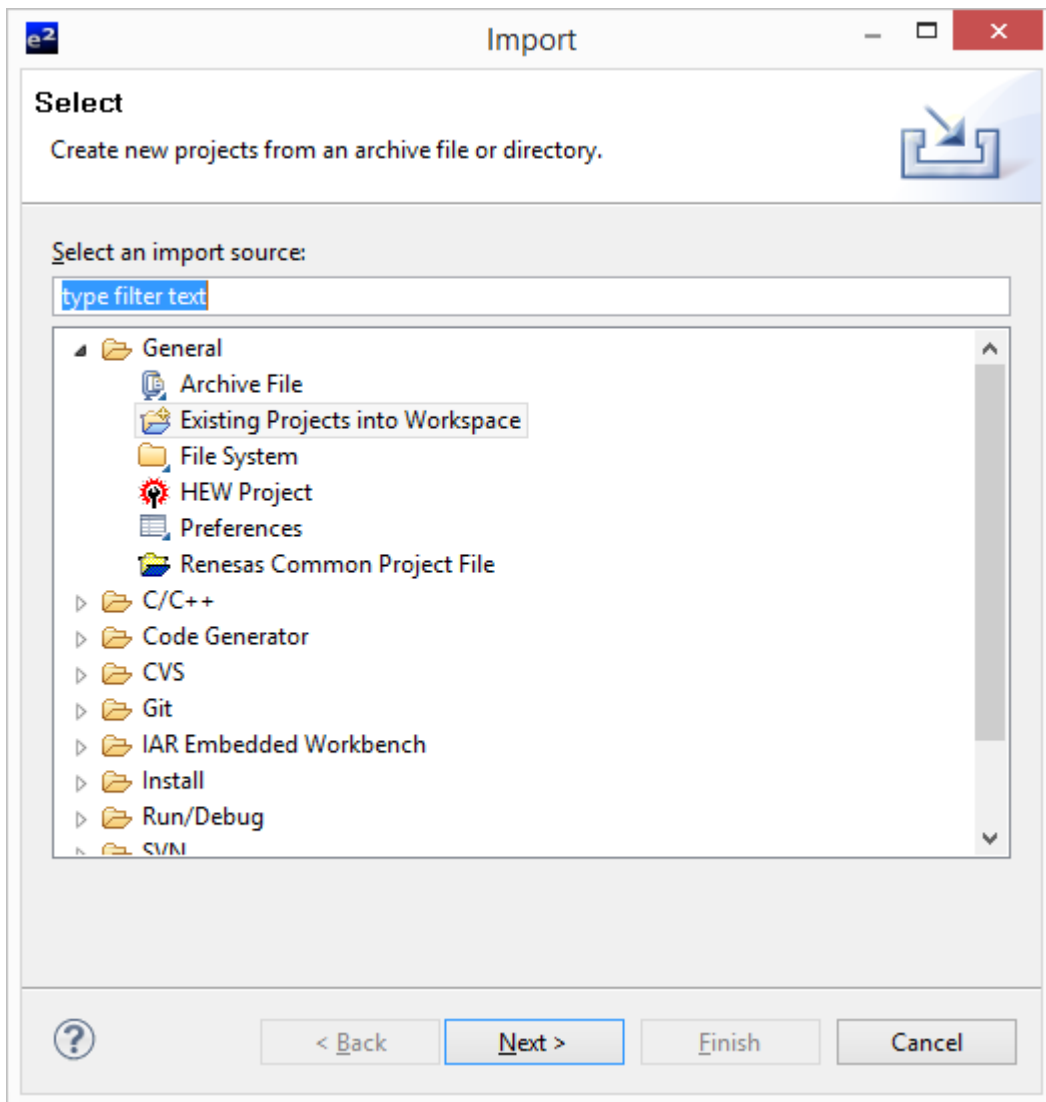 e²
Import
Select
Create new projects from an archive file or directory.
Select an import source:
type filter text
General
Archive File
Existing Projects into Workspace
File System
HEW Project
Preferences
Renesas Common Project File
C/C++
Code Generator
CVS
Git
IAR Embedded Workbench
Install
Run/Debug
SVN
< Back Next > Finish Cancel